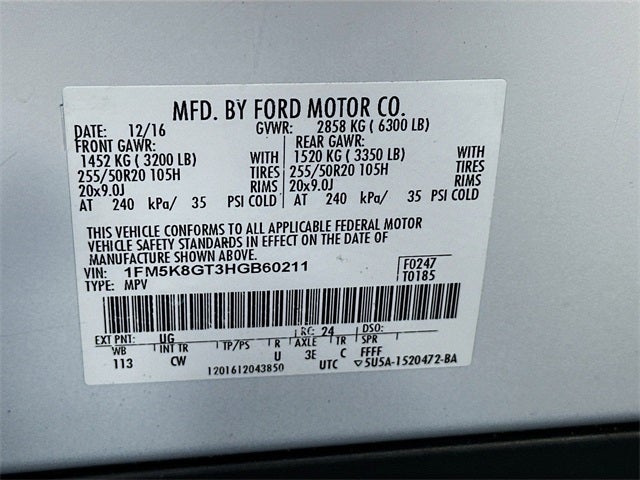 MFD. BY FORD MOTOR CO.
DATE: 12/16 GVWR: 2858 KG ( 6300 LB)
FRONT GAWR: REAR GAWR:
1452 KG ( 3200 LB) WITH 1520 KG ( 3350 LB) WITH
255/50R20 105H TIRES 255/50R20 105H TIRES
20x9.0J RIMS 20x9.0J RIMS
AT 240 kPa/ 35 PSI COLD AT 240 kPa/ 35 PSI COLD
THIS VEHICLE CONFORMS TO ALL APPLICABLE FEDERAL MOTOR
VEHICLE SAFETY STANDARDS IN EFFECT ON THE DATE OF
MANUFACTURE SHOWN ABOVE.
VIN: 1FM5K8GT3HGB60211 F0247
TYPE: MPV T0185
EXT PNT: UG RC: 24 DSO:
WB INT TR TP/PS R AXLE TR SPR
113 CW U 3E C FFFF
1201612043850 UTC ▽5U5A-1520472-BA